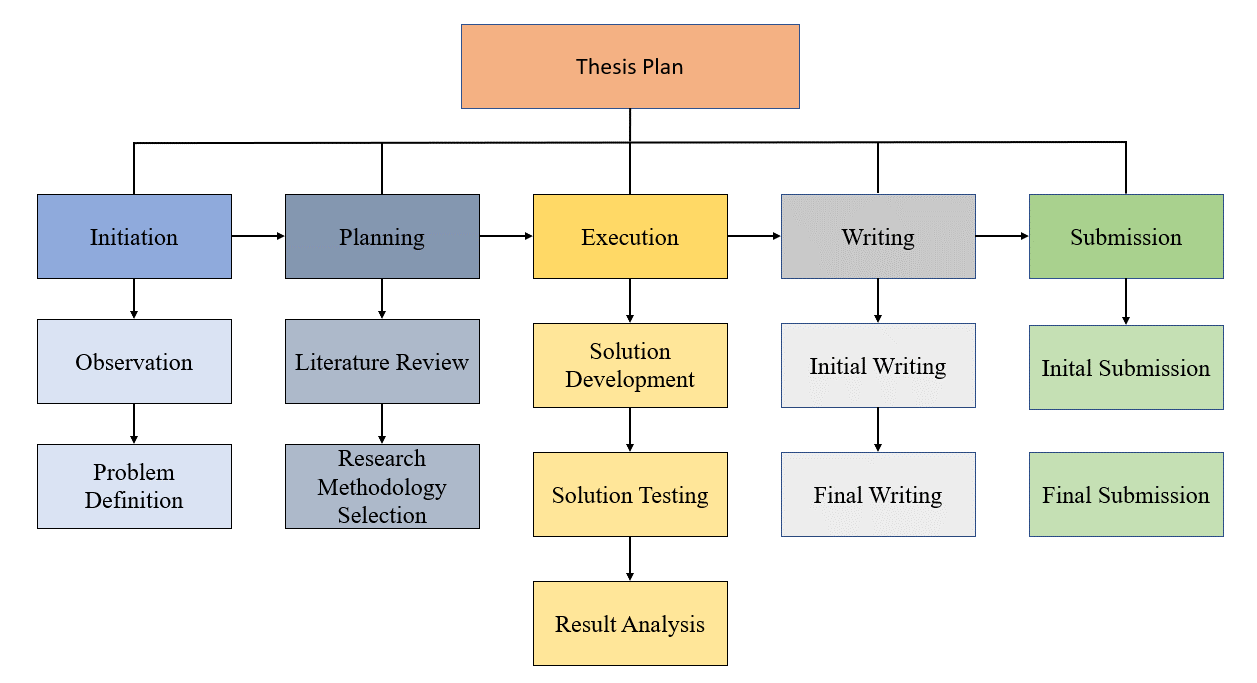 Thesis Plan
Initiation
Planning
Execution
Writing
Submission
Observation
Literature Review
Solution
Development
Initial Writing
Inital Submission
Problem
Definition
Research
Methodology
Selection
Solution Testing
Final Writing
Final Submission
Result Analysis